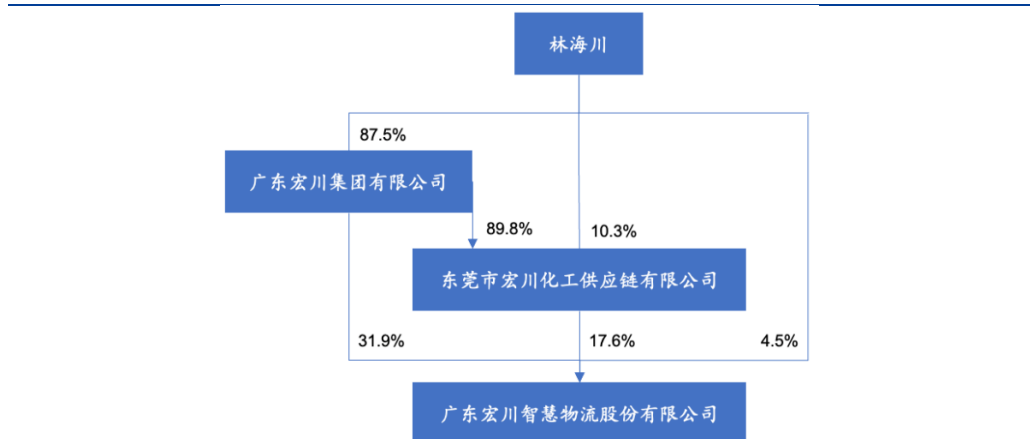 林海川
87.5%
广东宏川集团有限公司
89.8%
10.3%
东莞市宏川化工供应链有限公司
31.9%
17.6%
4.5%
广东宏川智慧物流股份有限公司